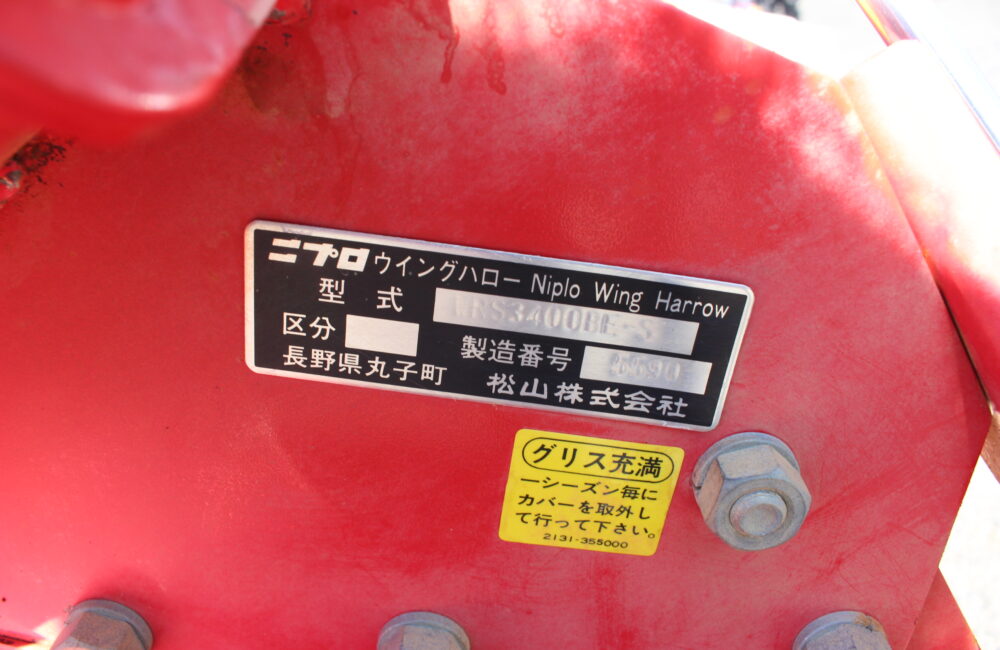 ニプロ ウイングハロー Niplo Wing Harrow
型 式 HRS3400BE-S
区分
製造番号
長野県丸子町 松山株式会社
グリス充満
一シーズン毎に
カバーを取外し
て行って下さい。
2131-355000